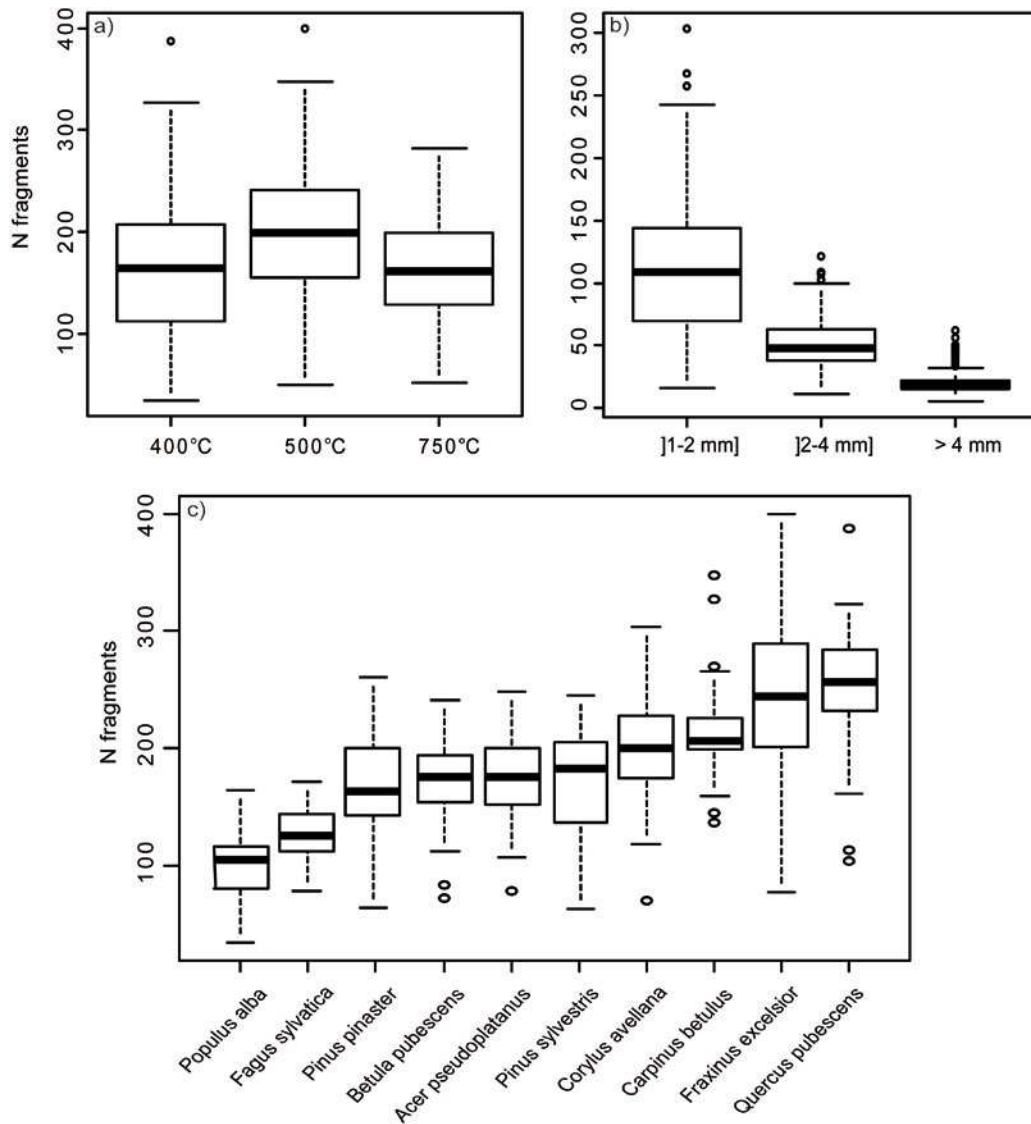 a)
N fragments
400
300
200
100
400°C 500°C 750°C
b)
300
250
200
150
100
50
0
]1-2 mm] ]2-4 mm] > 4 mm
c)
N fragments
400
300
200
100
Populus alba
Fagus sylvatica
Pinus pinaster
Betula pubescens
Acer pseudoplatanus
Pinus sylvestris
Corylus avellana
Carpinus betulus
Fraxinus excelsior
Quercus pubescens